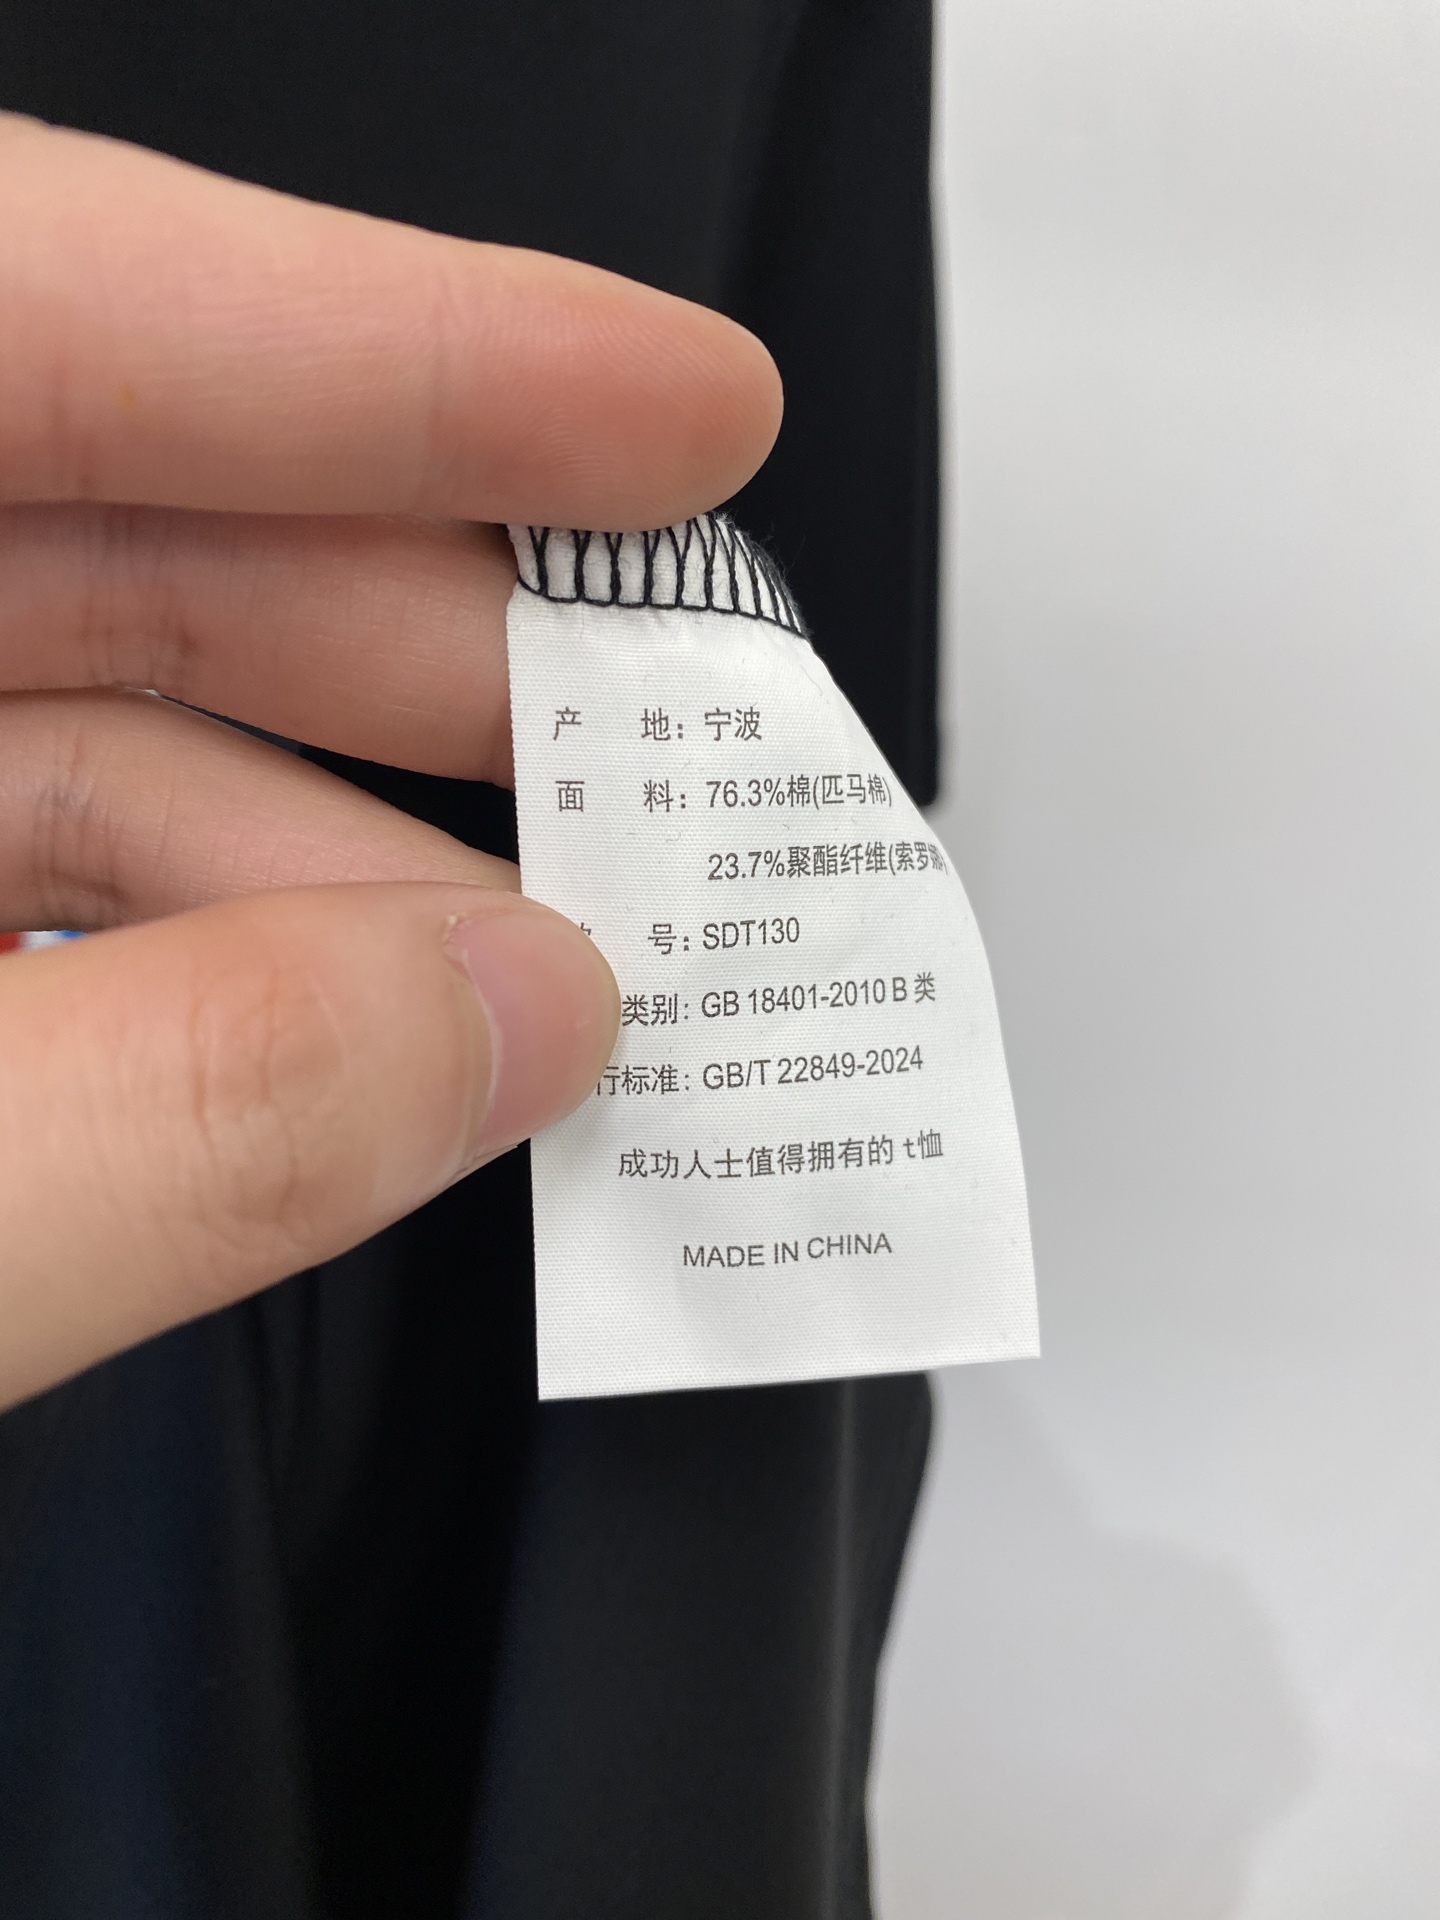 产 地：宁波
面 料：76.3%棉(匹马棉)
23.7%聚酯纤维(索罗娜)
号：SDT130
类别：GB 18401-2010 B 类
行标准：GB/T 22849-2024
成功人士值得拥有的 t恤
MADE IN CHINA